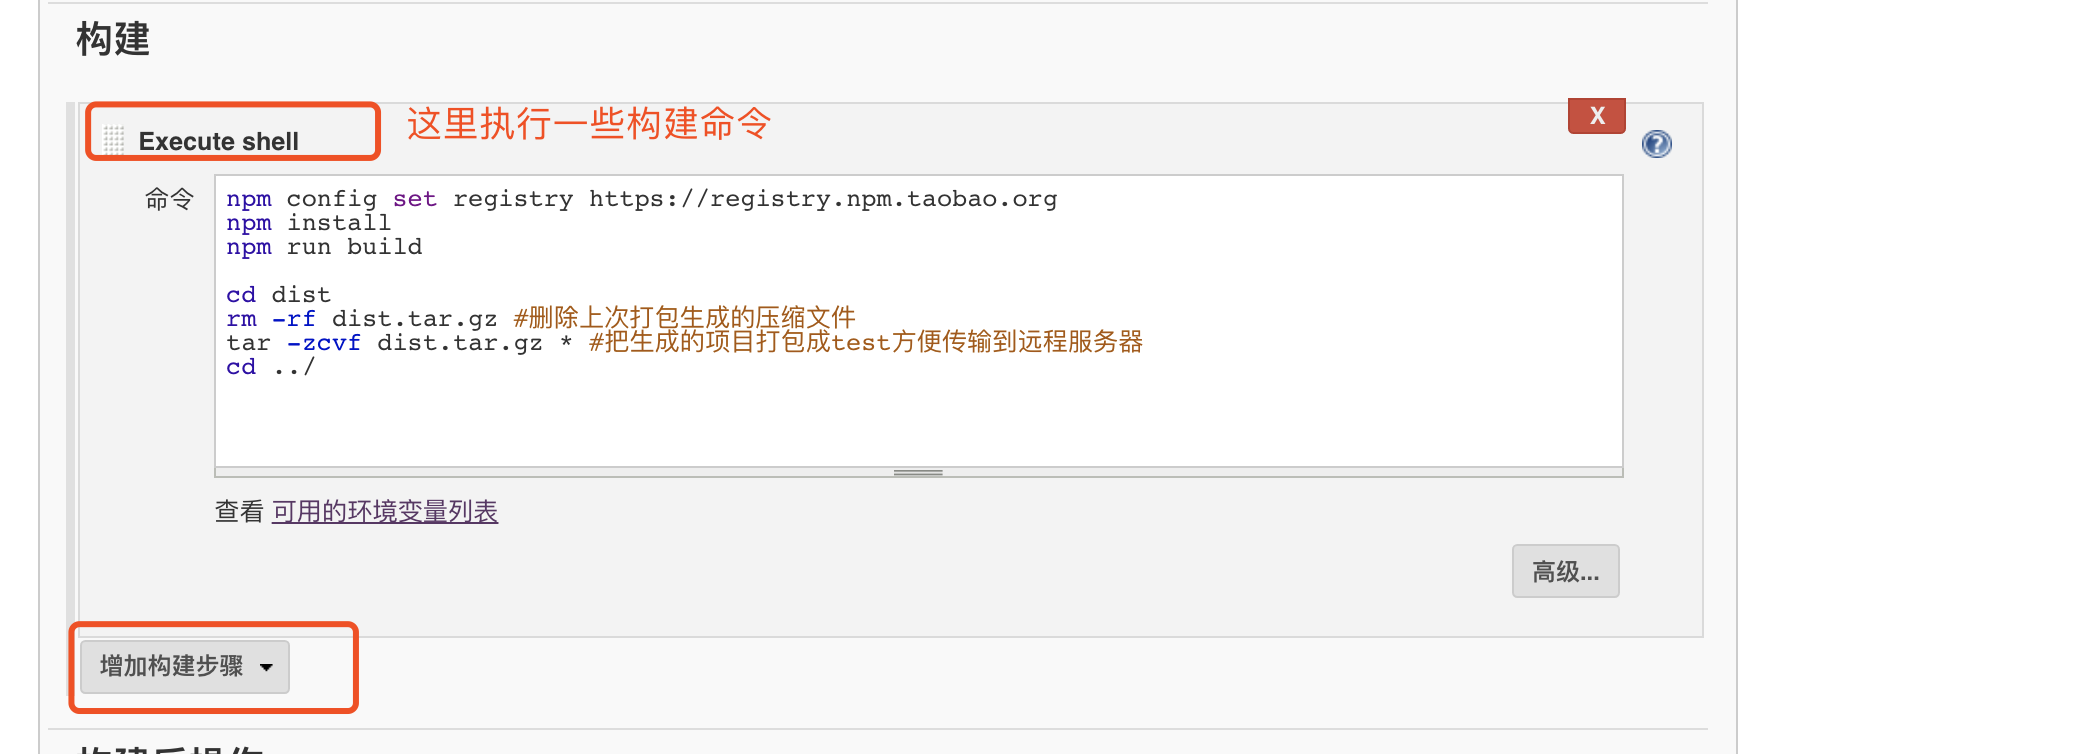 构建
Execute shell
这里执行一些构建命令
X
?
命令
npm config set registry https://registry.npm.taobao.org
npm install
npm run build
cd dist
rm -rf dist.tar.gz #删除上次打包生成的压缩文件
tar -zcvf dist.tar.gz * #把生成的项目打包成test方便传输到远程服务器
cd ../
查看 可用的环境变量列表
高级...
增加构建步骤
构建后操作